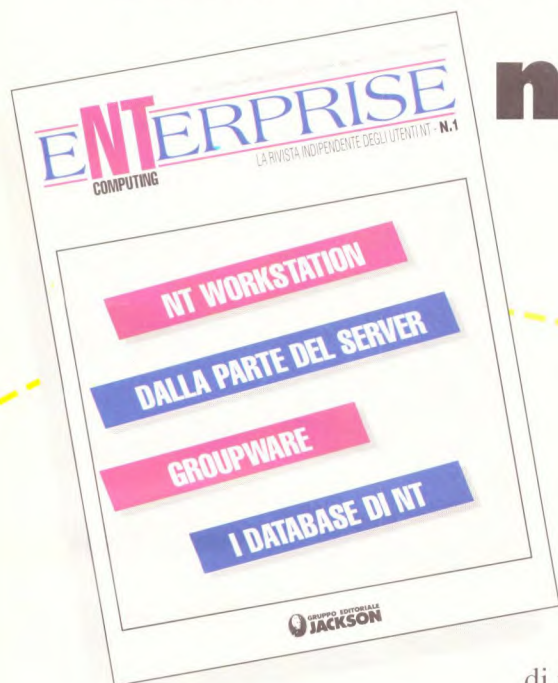 n
ENTERPRISE
COMPUTING
LA RIVISTA INDIPENDENTE DEGLI UTENTI NT - N.1
NT WORKSTATION
DALLA PARTE DEL SERVER
GROUPWARE
I DATABASE DI NT
GRUPPO EDITORIALE
JACKSON
di